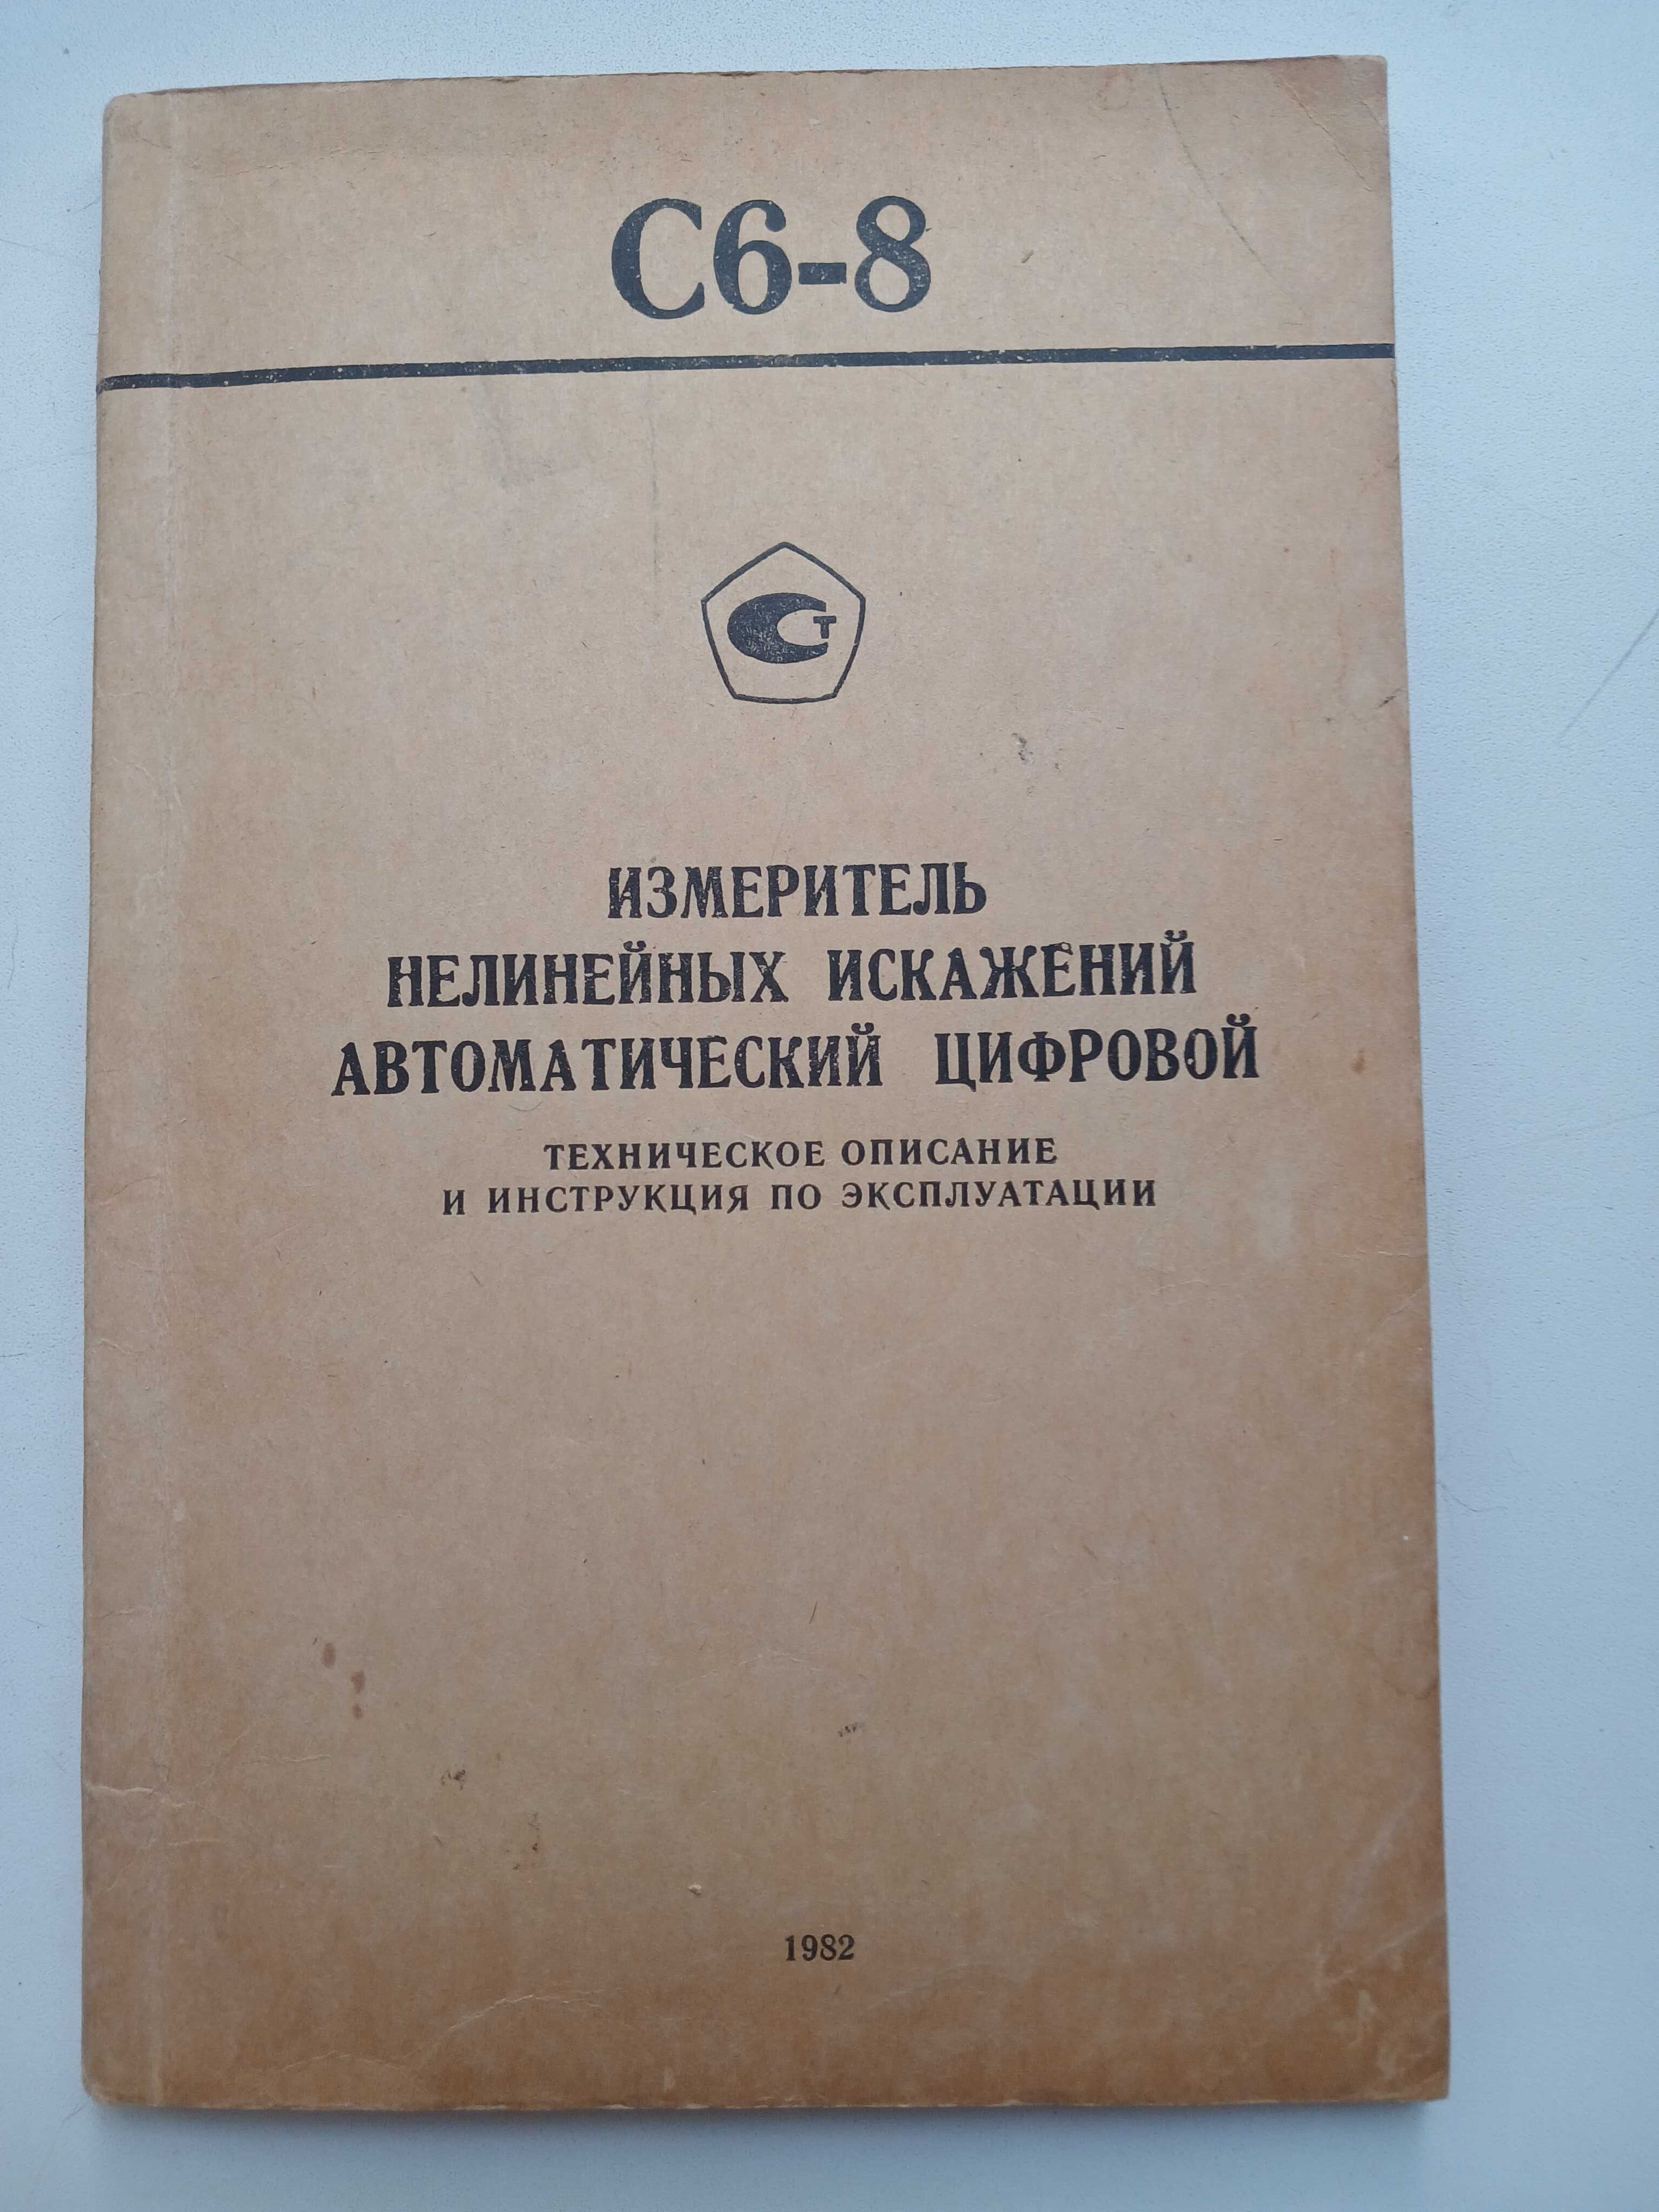 С6-8
Ст
ИЗМЕРИТЕЛЬ
НЕЛИНЕЙНЫХ ИСКАЖЕНИЙ
АВТОМАТИЧЕСКИЙ ЦИФРОВОЙ
ТЕХНИЧЕСКОЕ ОПИСАНИЕ
И ИНСТРУКЦИЯ ПО ЭКСПЛУАТАЦИИ
1982